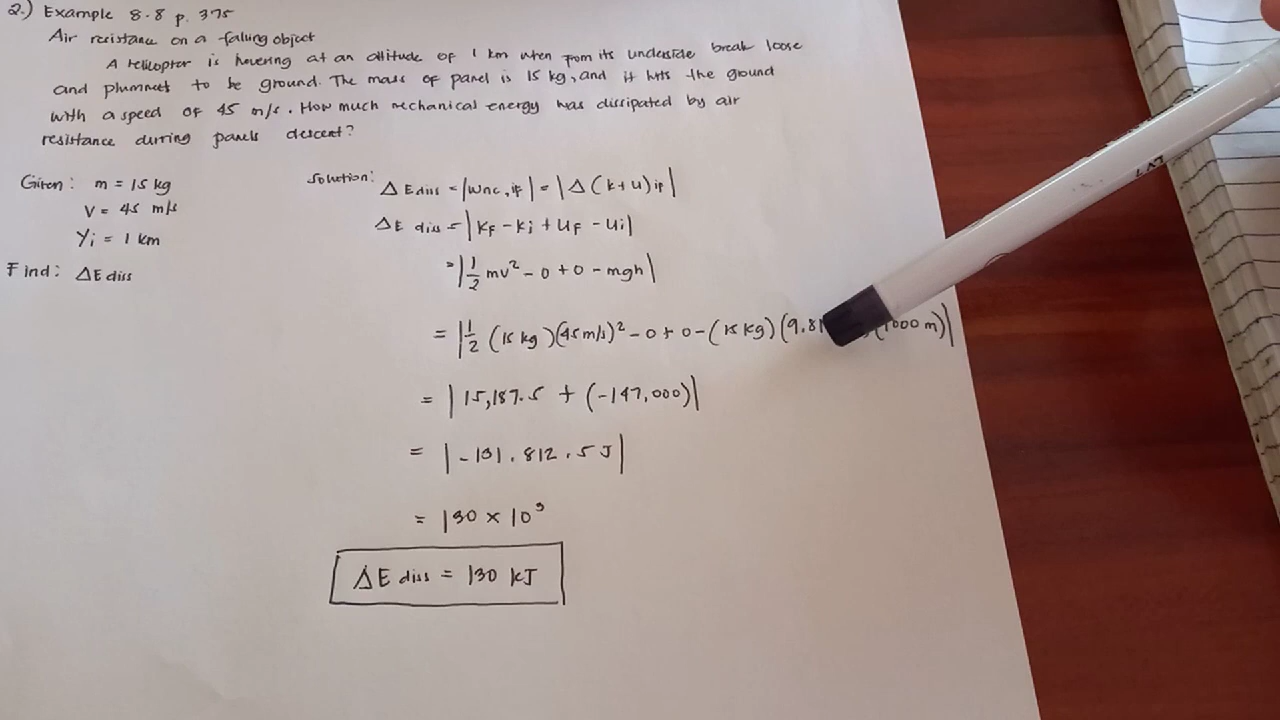 2.) Example 8.8 p. 375
Air resistance on a falling object
A helicopter is hovering at an altitude of 1 km when from its underside break loose
and plummets to the ground. The mass of panel is 15 kg, and it hits the ground
with a speed of 45 m/s. How much mechanical energy was dissipated by air
resistance during panels descent?
Given: m = 15 kg
V = 45 m/s
Yi = 1 km
Find: ΔE diss
Solution:
ΔE diss = |Wnc, if| = |Δ(k+u) if|
ΔE diss = |KF - Ki + UF - Ui|
= |1/2 mv² - 0 + 0 - mgh|
= |1/2 (15 kg)(45 m/s)² - 0 + 0 - (15 kg)(9.8 (1000 m)|
= |15,187.5 + (-147,000)|
= |-131.812.5 J|
= 130 × 10³
ΔE diss = 130 kJ